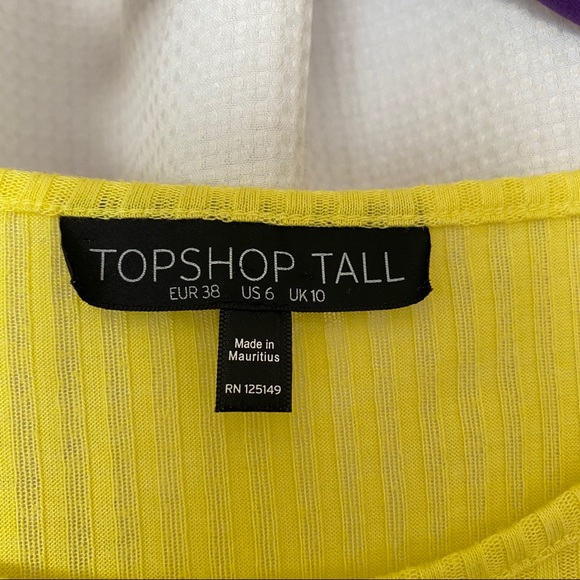 TOPSHOP TALL
EUR 38 US 6 UK 10
Made in
Mauritius
RN 125149